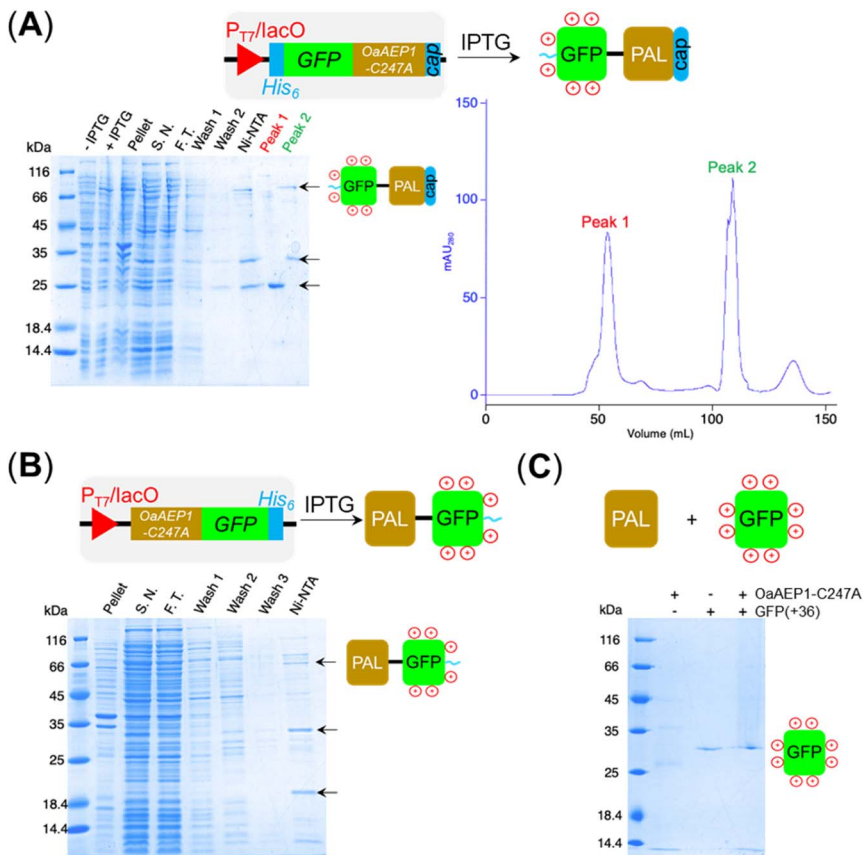 (A)
P_T7/lacO
GFP
OaAEP1
-C247A
cap
His₆
IPTG
GFP
PAL
cap
- IPTG
+ IPTG
Pellet
S. N.
F. T.
Wash 1
Wash 2
Ni-NTA
Peak 1
Peak 2
kDa
116
66
45
35
25
18.4
14.4
GFP
PAL
cap
150
100
50
0
mAU₂₈₀
Peak 1
Peak 2
0
50
100
150
Volume (mL)
(B)
P_T7/lacO
OaAEP1
-C247A
GFP
His₆
IPTG
PAL
GFP
Pellet
S. N.
F. T.
Wash 1
Wash 2
Wash 3
Ni-NTA
kDa
116
66
45
35
25
18.4
14.4
PAL
GFP
(C)
PAL
+
GFP
+ - + OaAEP1-C247A
- + + GFP(+36)
kDa
116
66
45
35
25
18.4
14.4
GFP